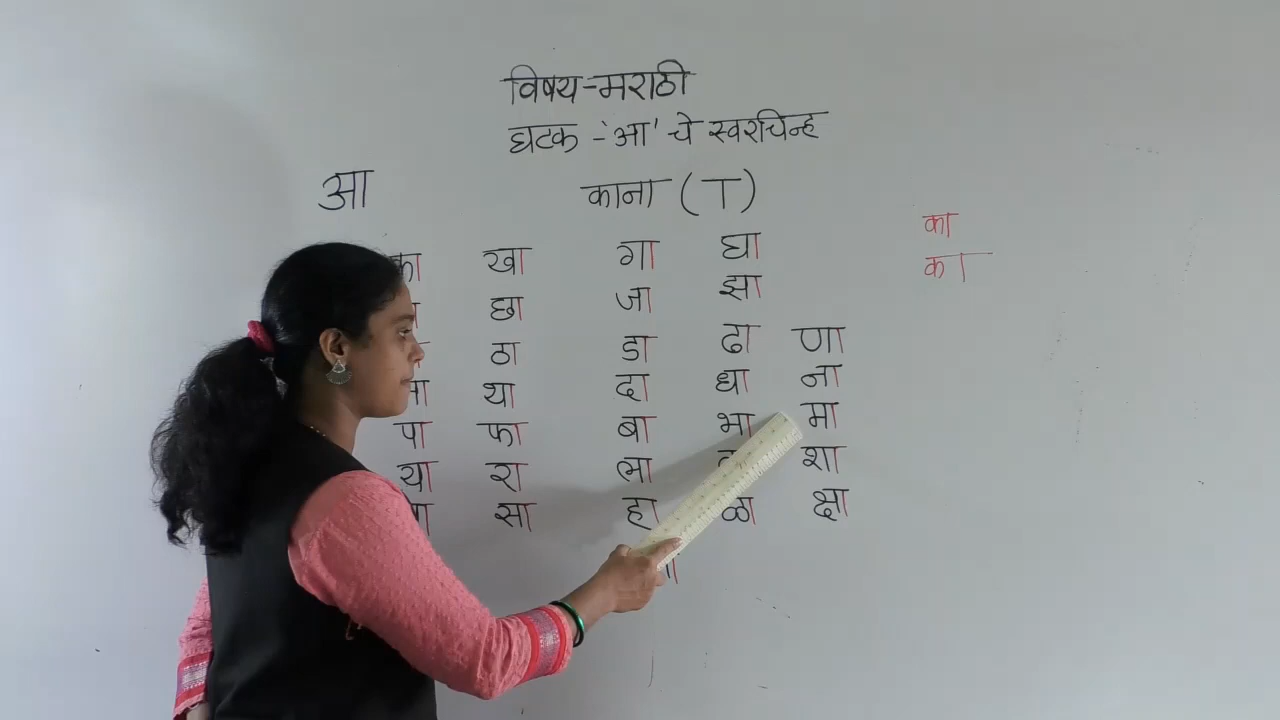 विषय-मराठी
घटक -'आ' चे स्वरचिन्ह
आ काना (T)
का
का
का खा गा घा
छा जा झा
ठा डा ढा णा
था दा धा ना
पा फा बा भा मा
या रा ला शा
सा हा ळा क्षा